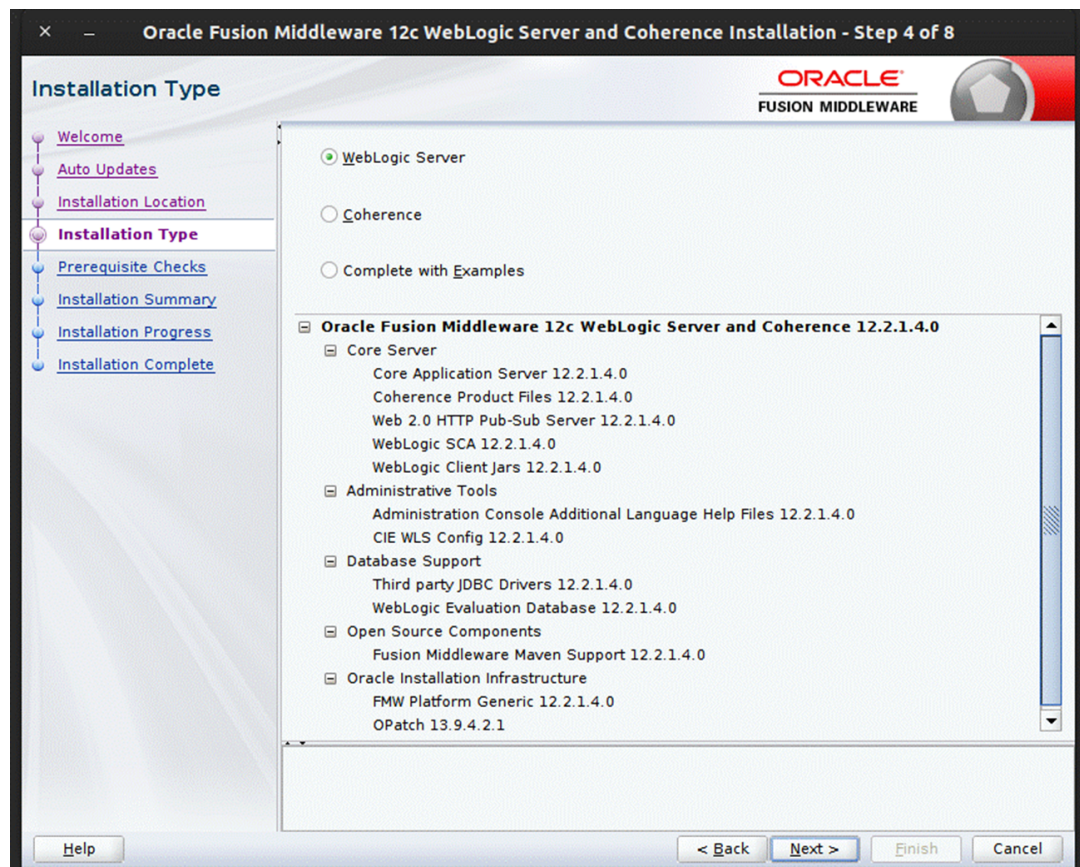 Oracle Fusion Middleware 12c WebLogic Server and Coherence Installation - Step 4 of 8
Installation Type
ORACLE
FUSION MIDDLEWARE
Welcome
Auto Updates
Installation Location
Installation Type
Prerequisite Checks
Installation Summary
Installation Progress
Installation Complete
WebLogic Server
Coherence
Complete with Examples
Oracle Fusion Middleware 12c WebLogic Server and Coherence 12.2.1.4.0
Core Server
Core Application Server 12.2.1.4.0
Coherence Product Files 12.2.1.4.0
Web 2.0 HTTP Pub-Sub Server 12.2.1.4.0
WebLogic SCA 12.2.1.4.0
WebLogic Client Jars 12.2.1.4.0
Administrative Tools
Administration Console Additional Language Help Files 12.2.1.4.0
CIE WLS Config 12.2.1.4.0
Database Support
Third party JDBC Drivers 12.2.1.4.0
WebLogic Evaluation Database 12.2.1.4.0
Open Source Components
Fusion Middleware Maven Support 12.2.1.4.0
Oracle Installation Infrastructure
FMW Platform Generic 12.2.1.4.0
OPatch 13.9.4.2.1
Help
< Back
Next >
Finish
Cancel